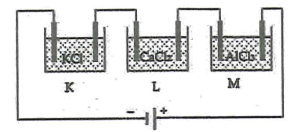 KCl CaCl₂ AlCl₃
K L M
− +